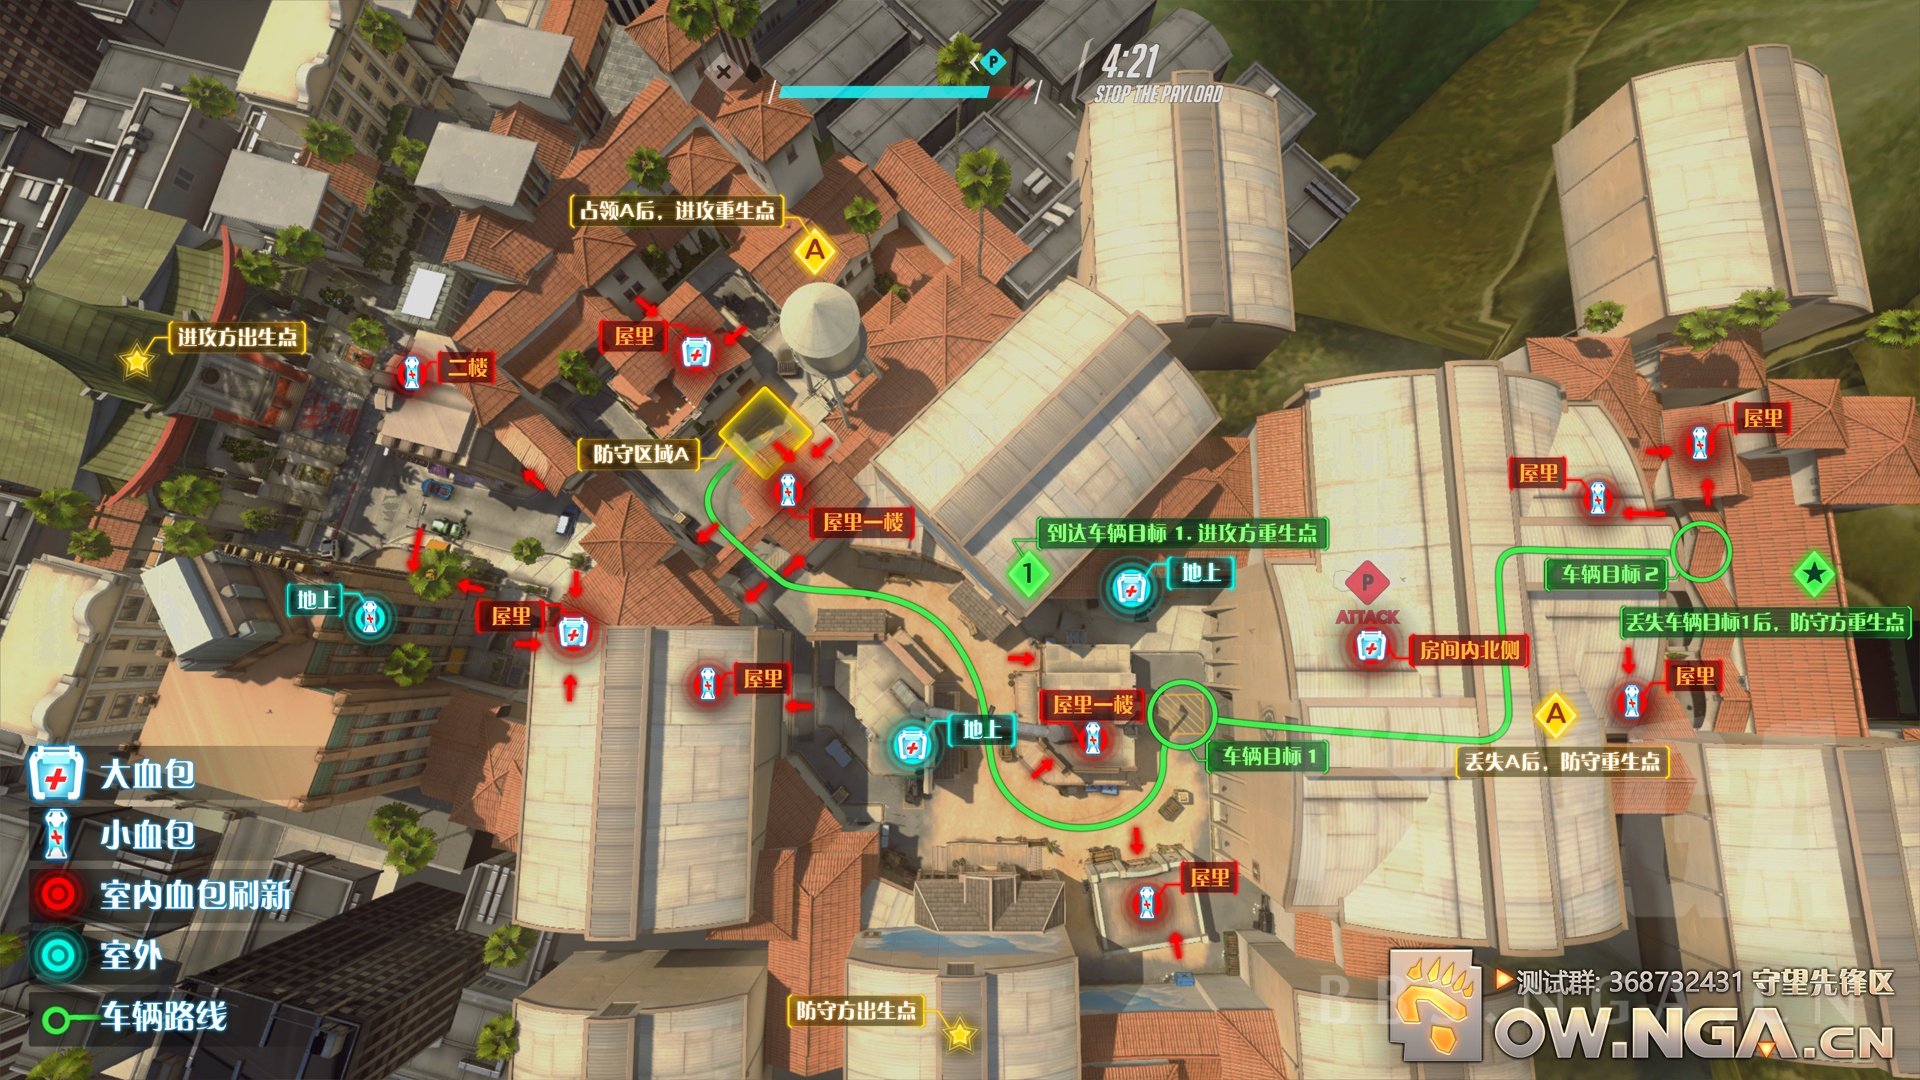 4:21
STOP THE PAYLOAD
P
占领A后，进攻重生点
A
进攻方出生点
屋里
二楼
防守区域A
屋里一楼
屋里
屋里
到达车辆目标 1. 进攻方重生点
1
地上
P
ATTACK
车辆目标2
地上
屋里
丢失车辆目标1后，防守方重生点
房间内北侧
屋里
屋里
屋里一楼
地上
A
车辆目标1
丢失A后，防守重生点
大血包
小血包
屋里
室内血包刷新
室外
车辆路线
防守方出生点
测试群: 368732431 守望先锋区
OW.NGA.CN